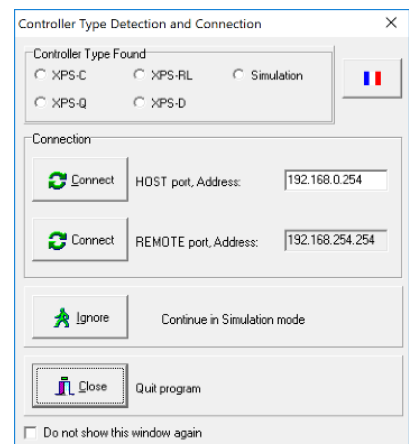 Controller Type Detection and Connection
Controller Type Found
XPS-C XPS-RL Simulation
XPS-Q XPS-D
Connection
Connect HOST port, Address: 192.168.0.254
Connect REMOTE port, Address: 192.168.254.254
Ignore Continue in Simulation mode
Close Quit program
Do not show this window again